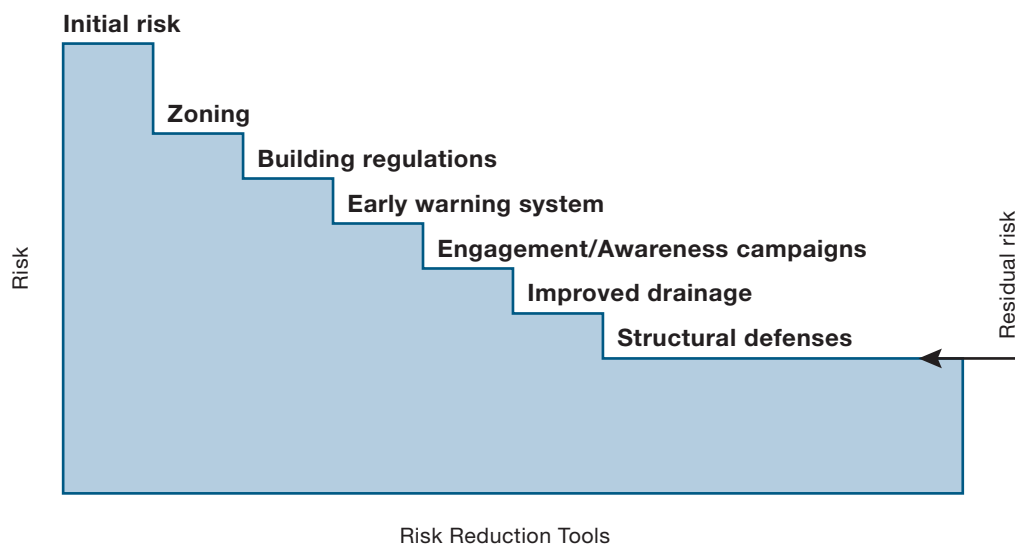 Initial risk
Zoning
Building regulations
Early warning system
Engagement/Awareness campaigns
Improved drainage
Structural defenses
Risk
Residual risk
Risk Reduction Tools